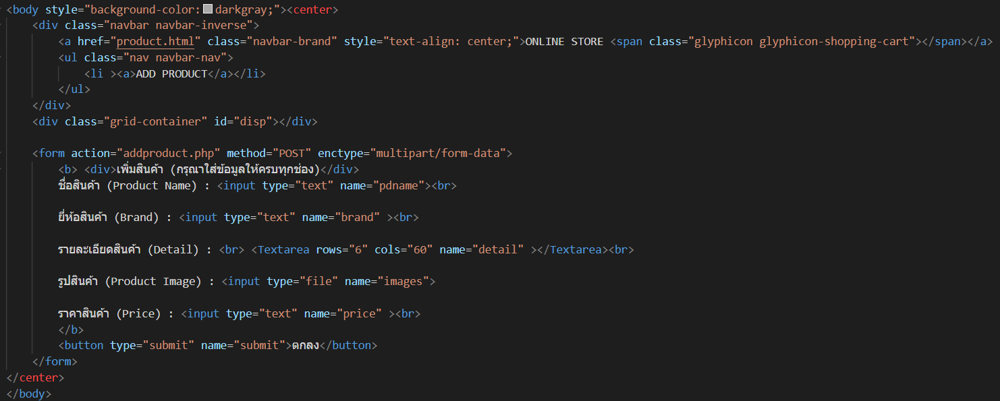 <body style="background-color: darkgray;"><center>
<div class="navbar navbar-inverse">
<a href="product.html" class="navbar-brand" style="text-align: center;">ONLINE STORE <span class="glyphicon glyphicon-shopping-cart"></span></a>
<ul class="nav navbar-nav">
<li ><a>ADD PRODUCT</a></li>
</ul>
</div>
<div class="grid-container" id="disp"></div>
<form action="addproduct.php" method="POST" enctype="multipart/form-data">
<b> <div>เพิ่มสินค้า (กรุณาใส่ข้อมูลให้ครบทุกช่อง)</div>
ชื่อสินค้า (Product Name) : <input type="text" name="pdname"><br>
ยี่ห้อสินค้า (Brand) : <input type="text" name="brand" ><br>
รายละเอียดสินค้า (Detail) : <br> <Textarea rows="6" cols="60" name="detail" ></Textarea><br>
รูปสินค้า (Product Image) : <input type="file" name="images">
ราคาสินค้า (Price) : <input type="text" name="price" ><br>
</b>
<button type="submit" name="submit">ตกลง</button>
</form>
</center>
</body>